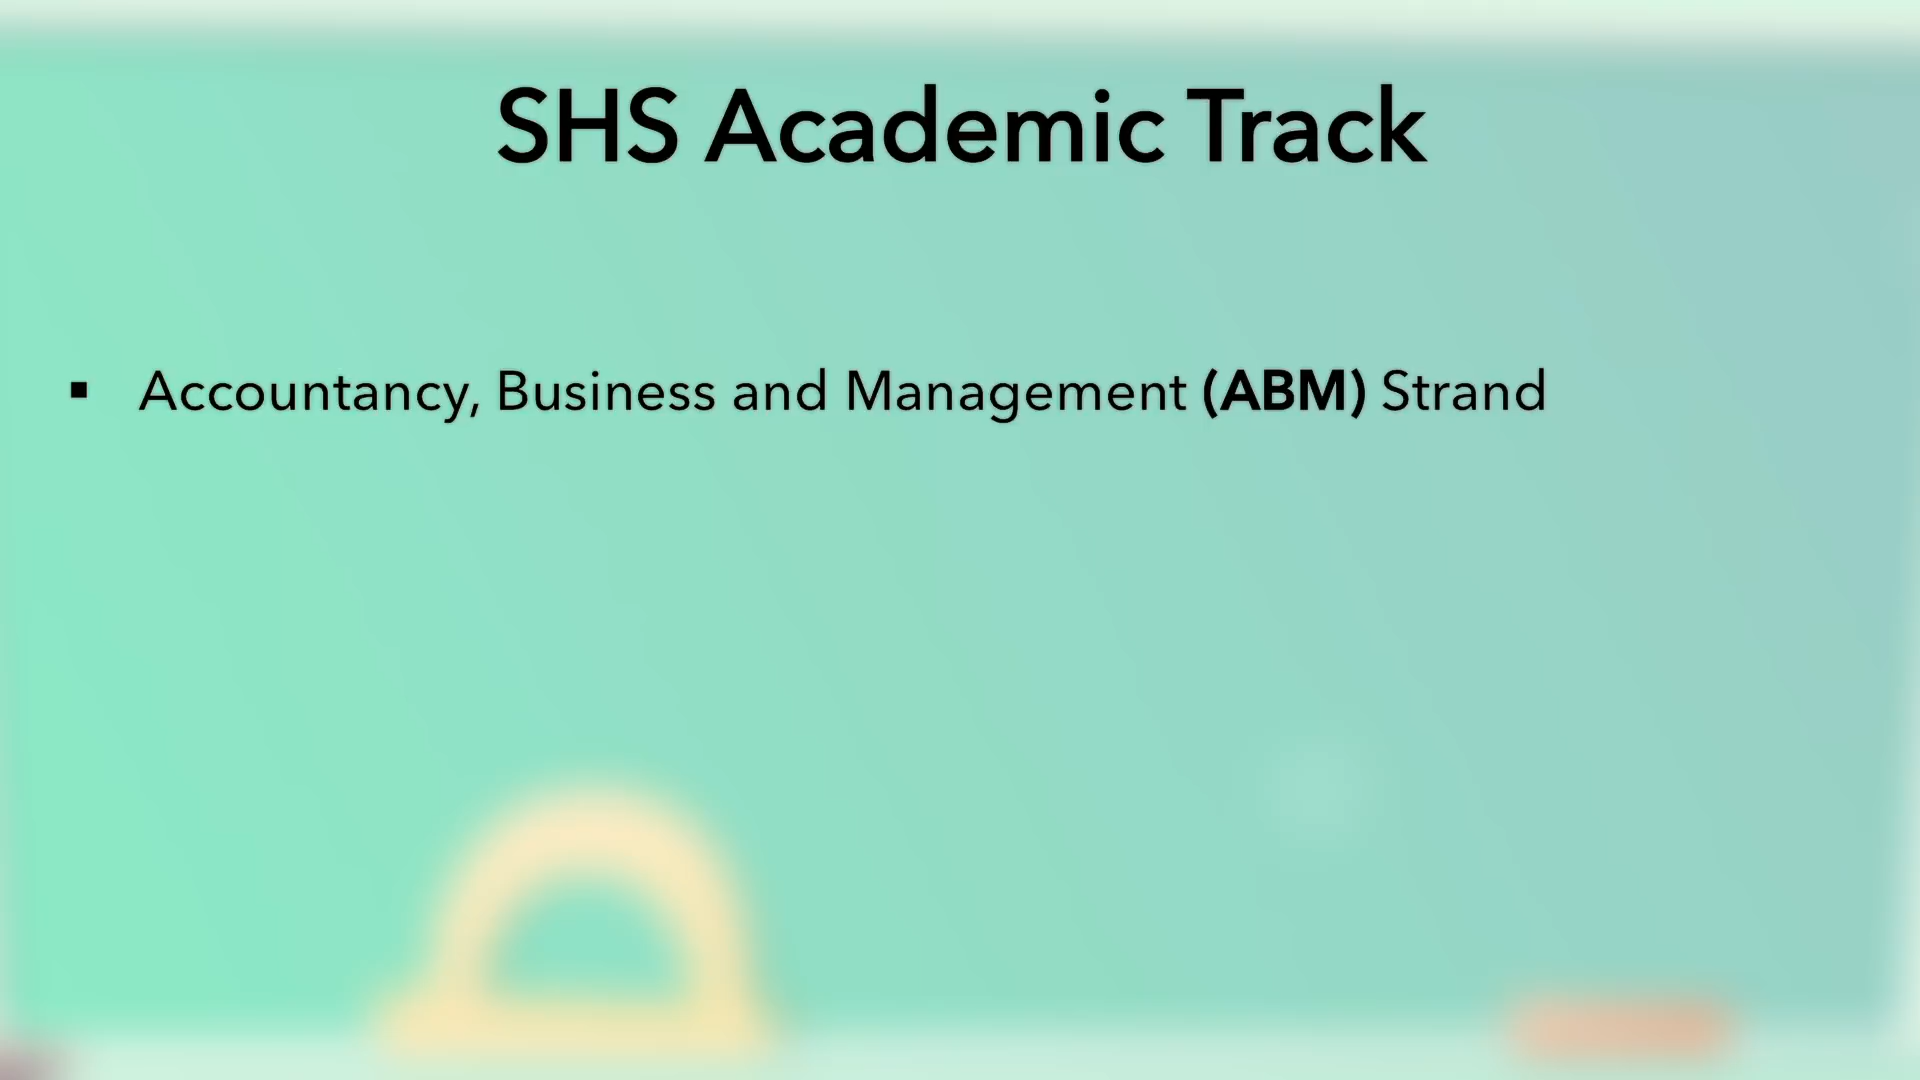 SHS Academic Track
▪ Accountancy, Business and Management (ABM) Strand